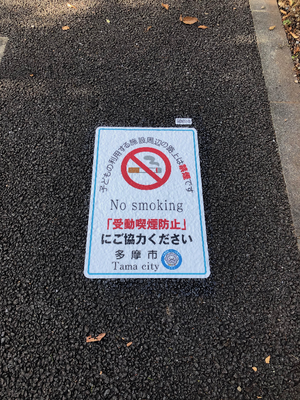 子どもの利用する施設周辺の路上は禁煙です
No smoking
「受動喫煙防止」
にご協力ください
多摩市
Tama city